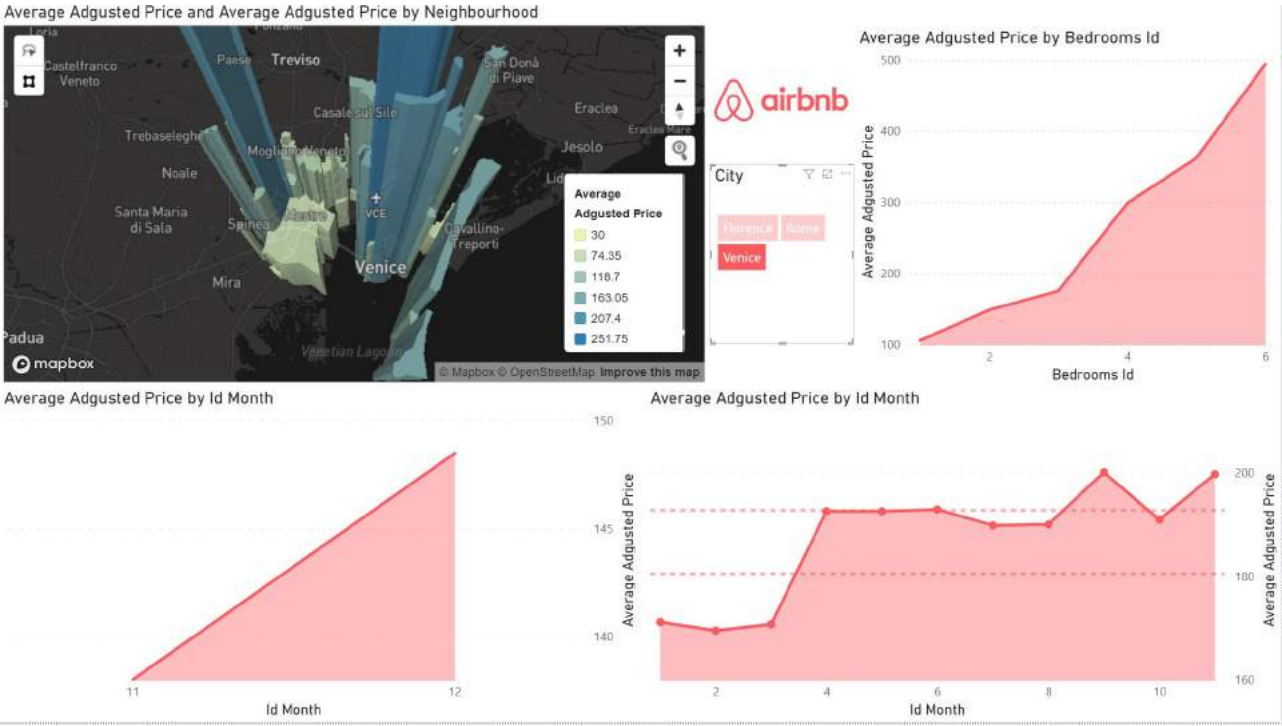 Average Adgusted Price and Average Adgusted Price by Neighbourhood
Loria
Castelfranco
Veneto
Paese
Treviso
San Donà
di Piave
Casale sul Sile
Eraclea
Eraclea Mare
Trebaseleghe
Mogliano Veneto
Jesolo
Noale
Santa Maria
di Sala
Spinea
Mestre
VCE
Cavallino-
Treporti
Venice
Mira
Padua
Venetian Lagoon
mapbox
© Mapbox © OpenStreetMap Improve this map
Average
Adgusted Price
30
74.35
118.7
163.05
207.4
251.75
airbnb
City
Florence
Rome
Venice
Average Adgusted Price by Bedrooms Id
Average Adgusted Price
500
400
300
200
100
2
4
6
Bedrooms Id
Average Adgusted Price by Id Month
150
145
140
Average Adgusted Price
11
12
Id Month
Average Adgusted Price by Id Month
200
180
160
Average Adgusted Price
2
4
6
8
10
Id Month